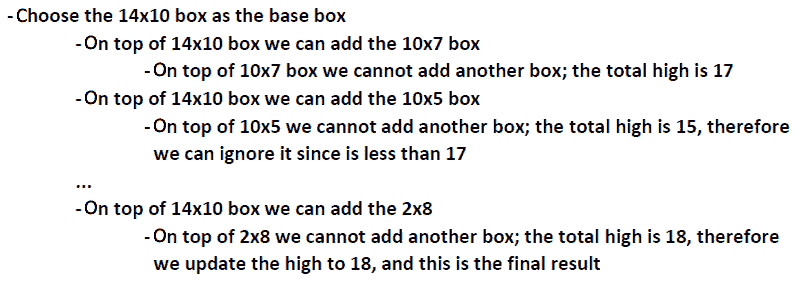 -Choose the 14x10 box as the base box
-On top of 14x10 box we can add the 10x7 box
-On top of 10x7 box we cannot add another box; the total high is 17
-On top of 14x10 box we can add the 10x5 box
-On top of 10x5 we cannot add another box; the total high is 15, therefore
we can ignore it since is less than 17
...
-On top of 14x10 box we can add the 2x8
-On top of 2x8 we cannot add another box; the total high is 18, therefore
we update the high to 18, and this is the final result